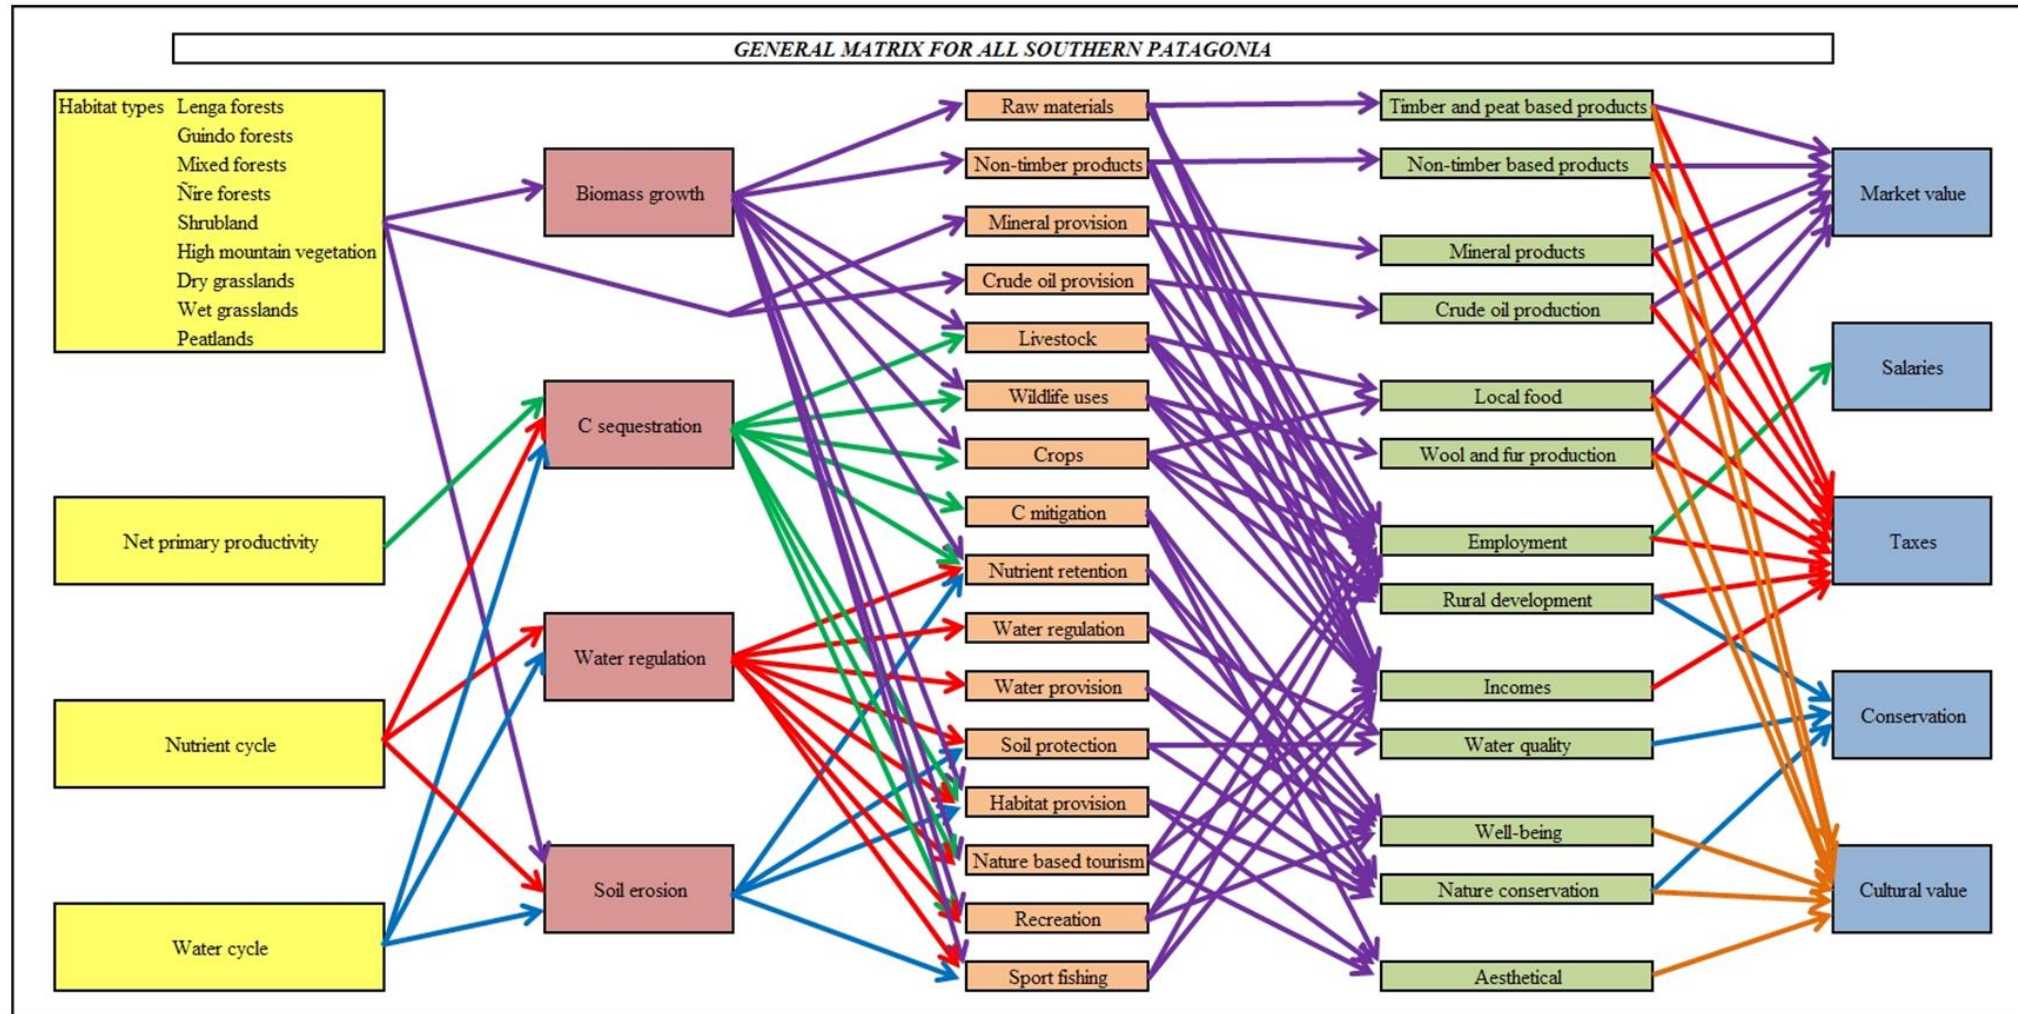 GENERAL MATRIX FOR ALL SOUTHERN PATAGONIA
Habitat types Lenga forests
Guindo forests
Mixed forests
Ñire forests
Shrubland
High mountain vegetation
Dry grasslands
Wet grasslands
Peatlands
Net primary productivity
Nutrient cycle
Water cycle
Biomass growth
C sequestration
Water regulation
Soil erosion
Raw materials
Non-timber products
Mineral provision
Crude oil provision
Livestock
Wildlife uses
Crops
C mitigation
Nutrient retention
Water regulation
Water provision
Soil protection
Habitat provision
Nature based tourism
Recreation
Sport fishing
Timber and peat based products
Non-timber based products
Mineral products
Crude oil production
Local food
Wool and fur production
Employment
Rural development
Incomes
Water quality
Well-being
Nature conservation
Aesthetical
Market value
Salaries
Taxes
Conservation
Cultural value